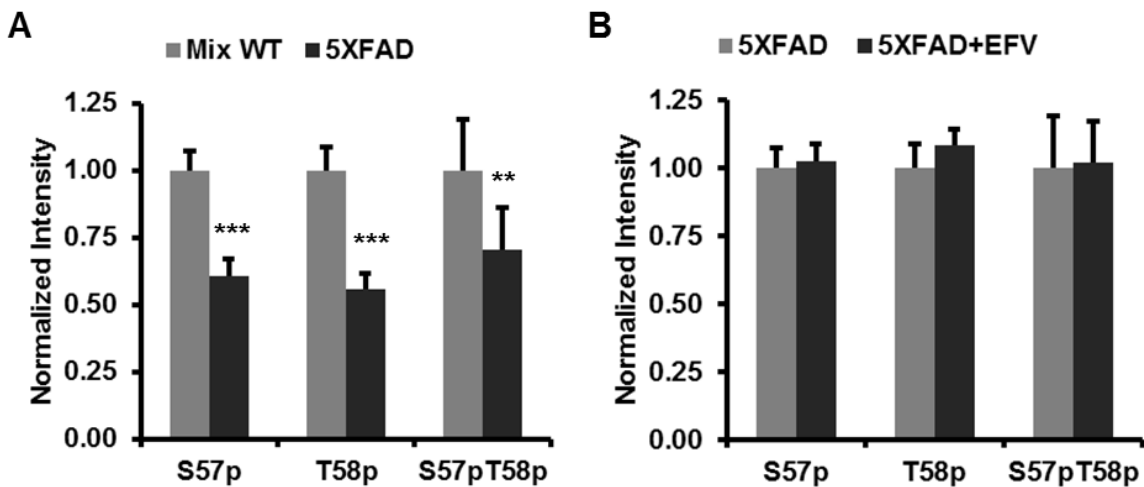 A
Mix WT 5XFAD
Normalized Intensity
1.25
1.00
0.75
0.50
0.25
0.00
***
***
**
S57p T58p S57pT58p
B
5XFAD 5XFAD+EFV
Normalized Intensity
1.25
1.00
0.75
0.50
0.25
0.00
S57p T58p S57pT58p